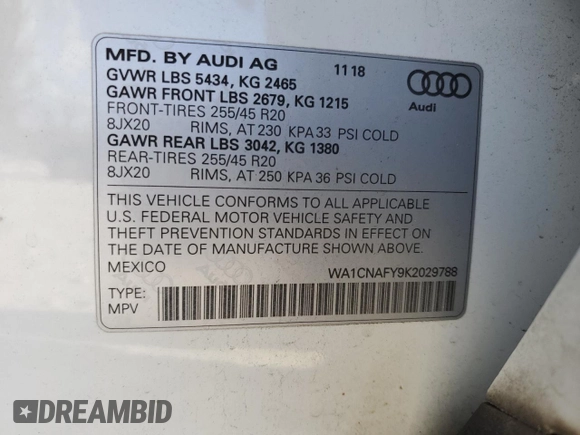 MFD. BY AUDI AG 11 18
GVWR LBS 5434, KG 2465
GAWR FRONT LBS 2679, KG 1215
FRONT-TIRES 255/45 R20
8JX20 RIMS, AT 230 KPA 33 PSI COLD
GAWR REAR LBS 3042, KG 1380
REAR-TIRES 255/45 R20
8JX20 RIMS, AT 250 KPA 36 PSI COLD
Audi
THIS VEHICLE CONFORMS TO ALL APPLICABLE
U.S. FEDERAL MOTOR VEHICLE SAFETY AND
THEFT PREVENTION STANDARDS IN EFFECT ON THE
DATE OF MANUFACTURE SHOWN ABOVE.
MEXICO WA1CNAFY9K2029788
TYPE:
MPV
DREAMBID